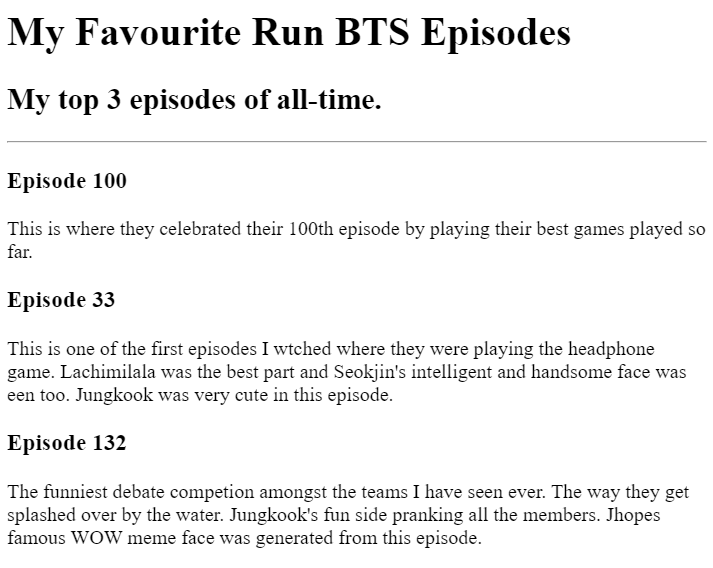 My Favourite Run BTS Episodes
My top 3 episodes of all-time.
Episode 100
This is where they celebrated their 100th episode by playing their best games played so
far.
Episode 33
This is one of the first episodes I wtched where they were playing the headphone
game. Lachimilala was the best part and Seokjin's intelligent and handsome face was
een too. Jungkook was very cute in this episode.
Episode 132
The funniest debate competion amongst the teams I have seen ever. The way they get
splashed over by the water. Jungkook's fun side pranking all the members. Jhopes
famous WOW meme face was generated from this episode.